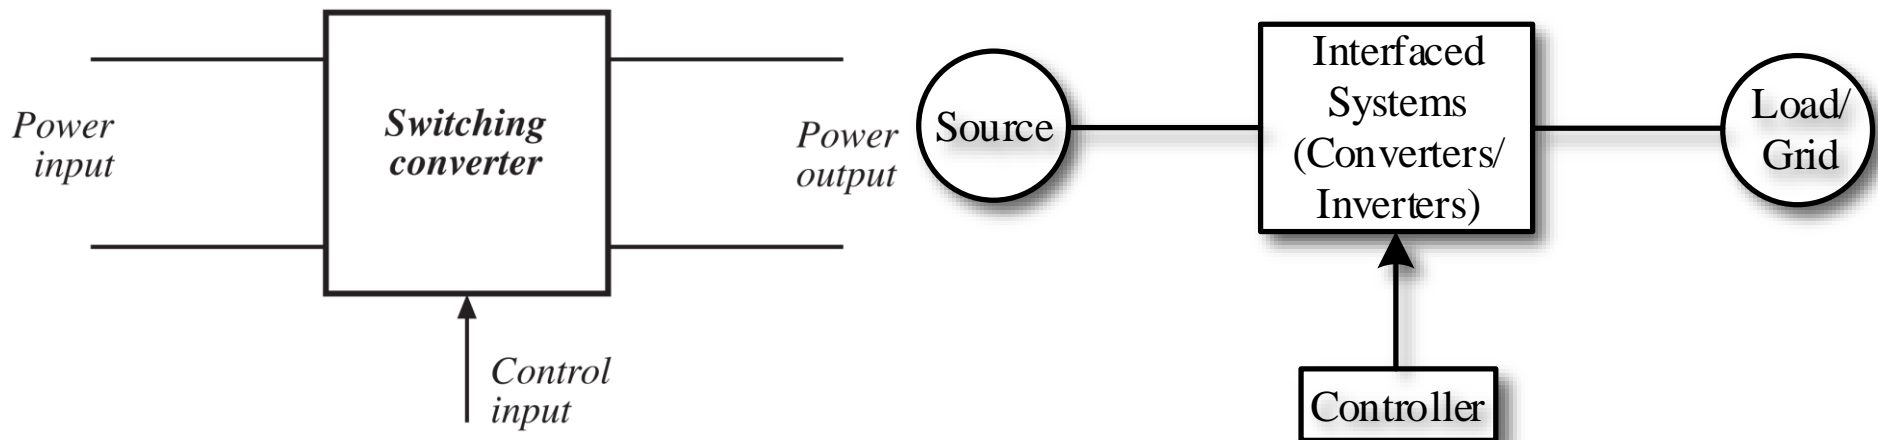 Power
input
Switching
converter
Power
output
Control
input
Source
Interfaced
Systems
(Converters/
Inverters)
Load/
Grid
Controller